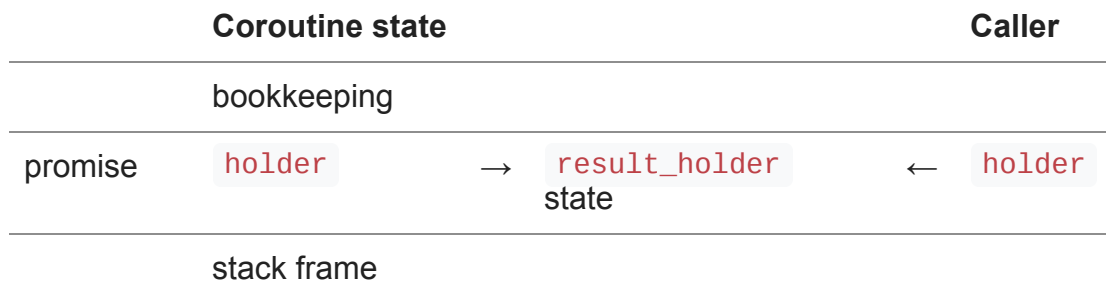 Coroutine state Caller
bookkeeping
promise holder → result_holder ← holder
state
stack frame